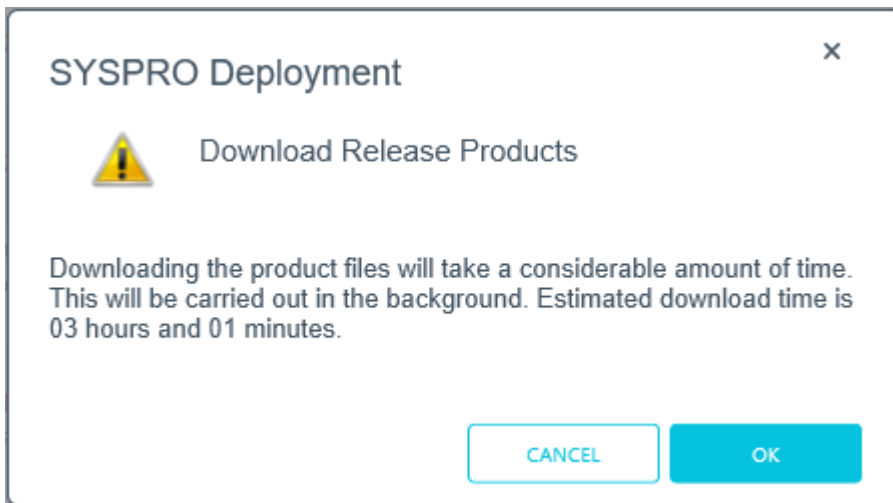 SYSPRO Deployment
Download Release Products
Downloading the product files will take a considerable amount of time.
This will be carried out in the background. Estimated download time is
03 hours and 01 minutes.
CANCEL
OK